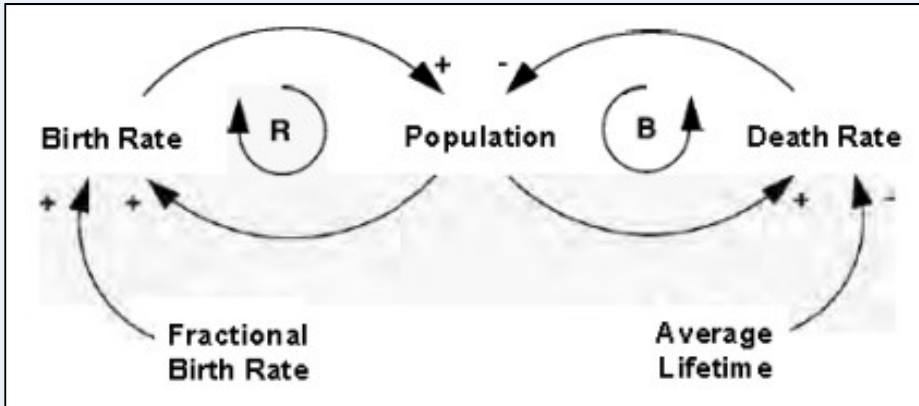 + -
R B
Birth Rate Population Death Rate
+ + + -
Fractional
Birth Rate
Average
Lifetime